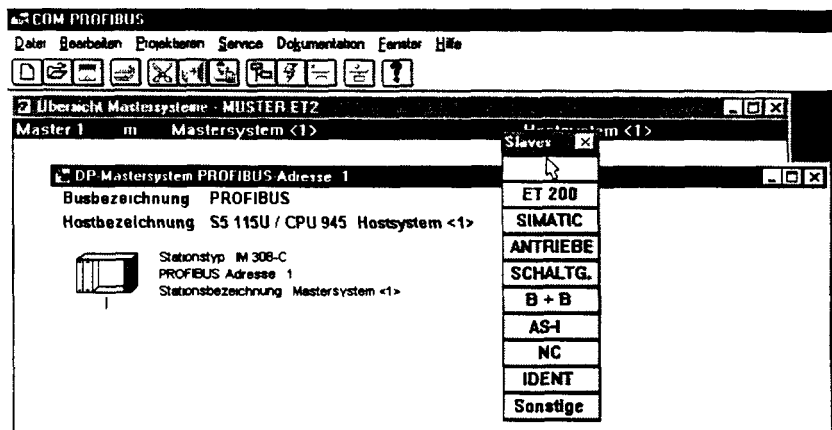 COM PROFIBUS
Datei Bearbeiten Projektieren Service Dokumentation Fenster Hilfe
Übersicht Mastersysteme - MUSTER.ET2
Master 1 m Mastersystem <1> Hostsystem <1>
Slaves
DP-Mastersystem PROFIBUS-Adresse 1
Busbezeichnung PROFIBUS
Hostbezeichnung S5 115U / CPU 945 Hostsystem <1>
Stationstyp IM 308-C
PROFIBUS Adresse 1
Stationsbezeichnung Mastersystem <1>
ET 200
SIMATIC
ANTRIEBE
SCHALTG.
B + B
AS-I
NC
IDENT
Sonstige